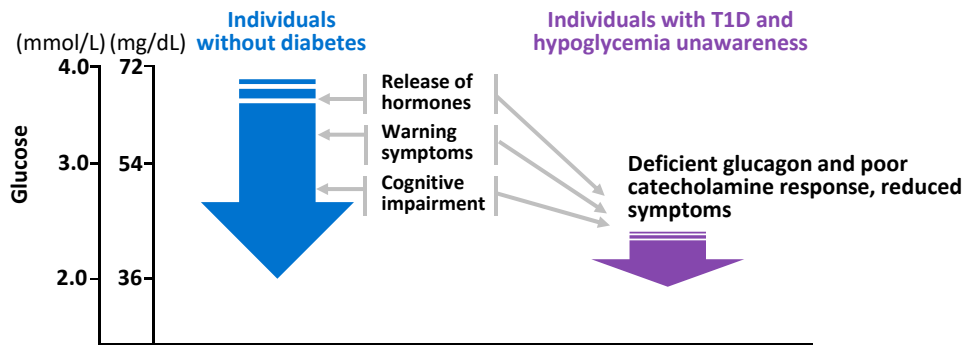 Individuals
without diabetes
Individuals with T1D and
hypoglycemia unawareness
(mmol/L) (mg/dL)
4.0 72
Release of
hormones
Warning
symptoms
3.0 54
Glucose
Deficient glucagon and poor
catecholamine response, reduced
symptoms
Cognitive
impairment
2.0 36